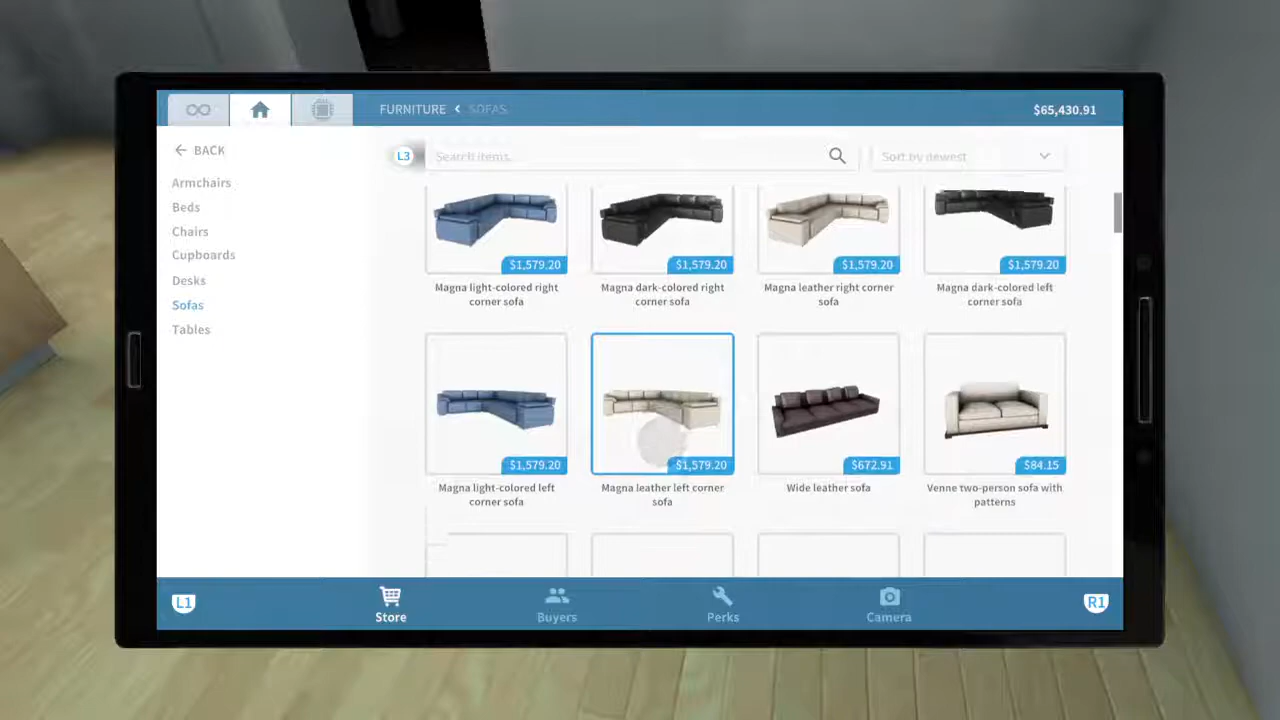 FURNITURE < SOFAS
$65,430.91
BACK
L3
Search items...
Sort by newest
Armchairs
Beds
Chairs
Cupboards
Desks
Sofas
Tables
$1,579.20
$1,579.20
$1,579.20
$1,579.20
Magna light-colored right
corner sofa
Magna dark-colored right
corner sofa
Magna leather right corner
sofa
Magna dark-colored left
corner sofa
$1,579.20
$1,579.20
$672.91
$84.15
Magna light-colored left
corner sofa
Magna leather left corner
sofa
Wide leather sofa
Venne two-person sofa with
patterns
L1
Store
Buyers
Perks
Camera
R1